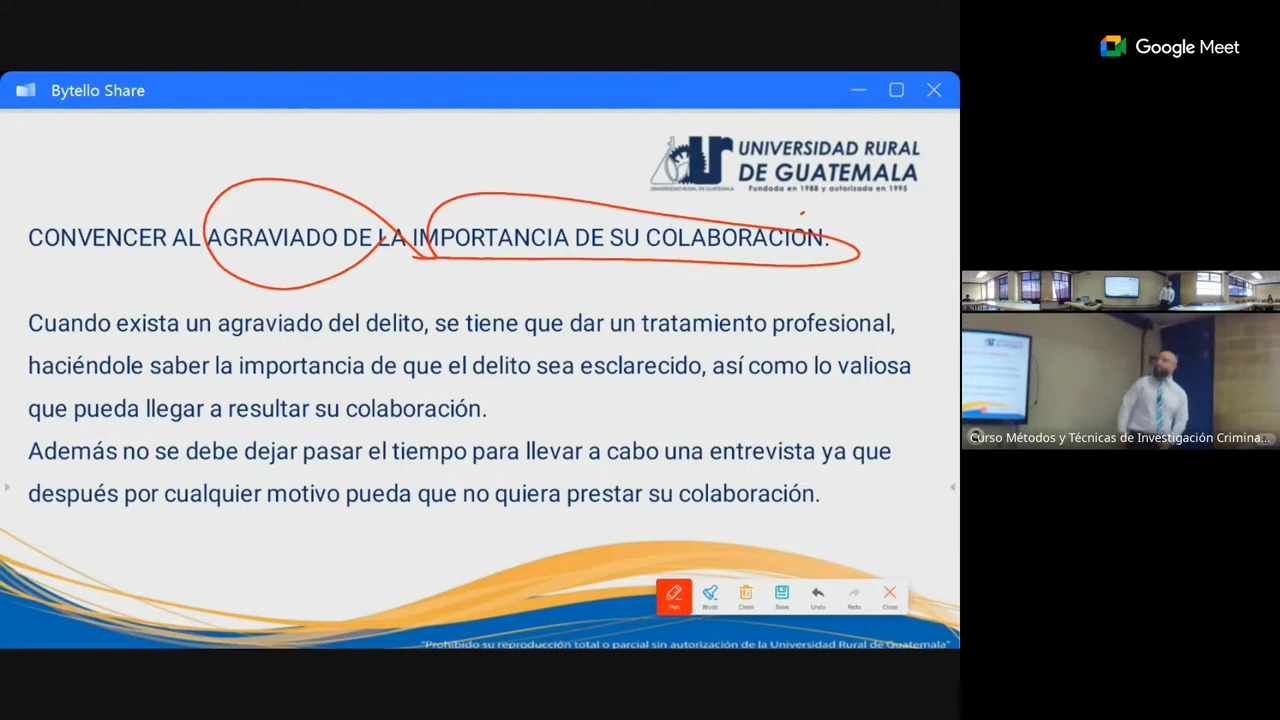 Google Meet
Bytello Share
UNIVERSIDAD RURAL
DE GUATEMALA
Fundada en 1988 y autorizada en 1995
UNIVERSIDAD RURAL DE GUATEMALA
CONVENCER AL AGRAVIADO DE LA IMPORTANCIA DE SU COLABORACIÓN.
Cuando exista un agraviado del delito, se tiene que dar un tratamiento profesional,
haciéndole saber la importancia de que el delito sea esclarecido, así como lo valiosa
que pueda llegar a resultar su colaboración.
Además no se debe dejar pasar el tiempo para llevar a cabo una entrevista ya que
después por cualquier motivo pueda que no quiera prestar su colaboración.
Curso Métodos y Técnicas de Investigación Crimina...
Pen Brush Clean Save Undo Redo Close
"Prohibido su reproducción total o parcial sin autorización de la Universidad Rural de Guatemala"